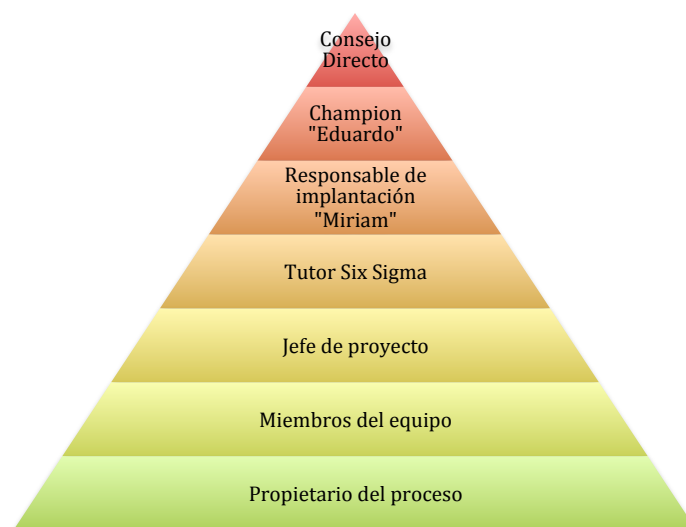 Consejo
Directo
Champion
"Eduardo"
Responsable de
implantación
"Miriam"
Tutor Six Sigma
Jefe de proyecto
Miembros del equipo
Propietario del proceso